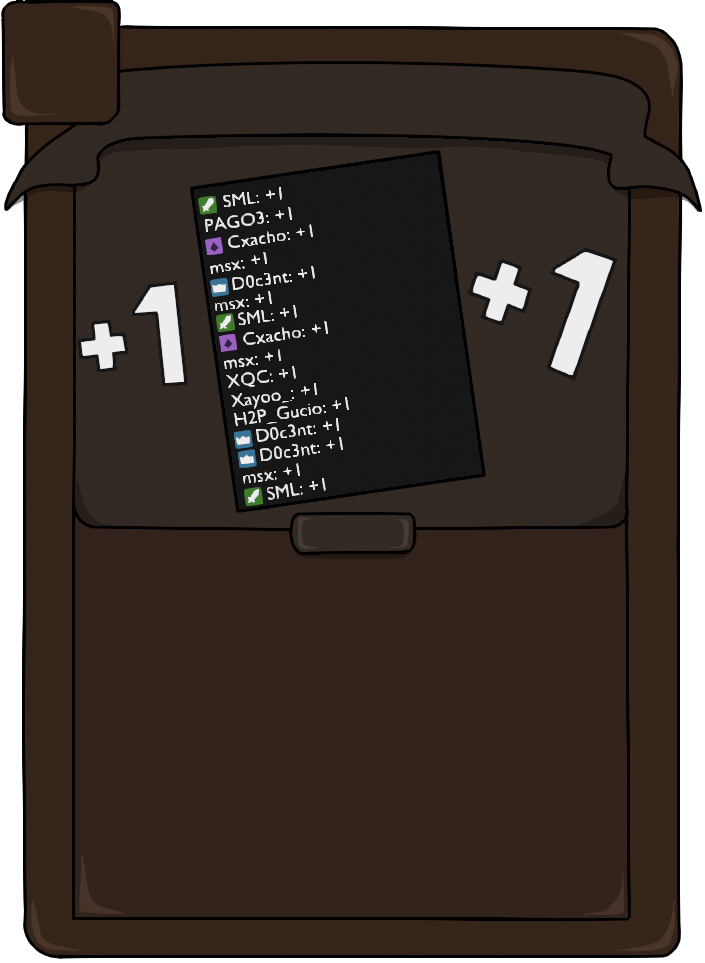 SML: +1
PAGO3: +1
Cxacho: +1
msx: +1
D0c3nt: +1
msx: +1
SML: +1
Cxacho: +1
msx: +1
XQC: +1
Xayoo_: +1
H2P_Gucio: +1
D0c3nt: +1
D0c3nt: +1
msx: +1
SML: +1
+1
+1